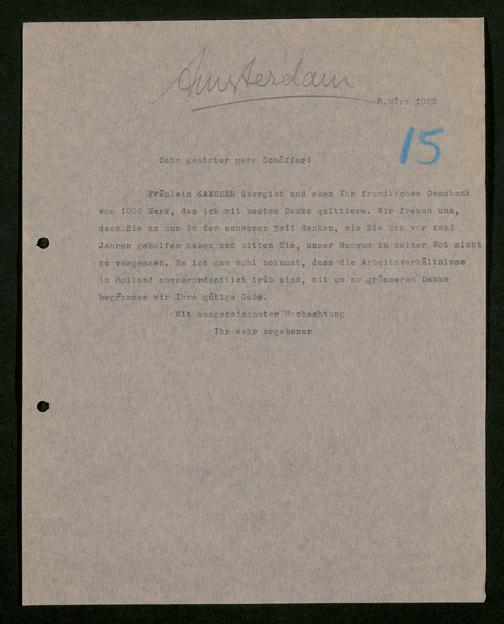 Amsterdam
8.März
15
Sehr geehrter Herr Schöffer!
Fräulein KAESSER übergibt und eben Ihr freundliches Geschenk
von 1000 Mark, das ich mit besten Danke quittiere. Wir freuen uns,
dass Sie an uns in der schweren Zeit denken, wie Sie uns vor zwei
Jahren geholfen haben und bitten Sie, unser Museum in seiner Not nicht
zu vergessen. Es ist uns wohl bekannt, dass die Arbeitsverhältnisse
in Holland ausserordentlich trüb sind, mit um so grösserem Danke
begrüssen wir Ihre gütige Gabe.
Mit ausgezeichneter Hochachtung
Ihr sehr ergebener